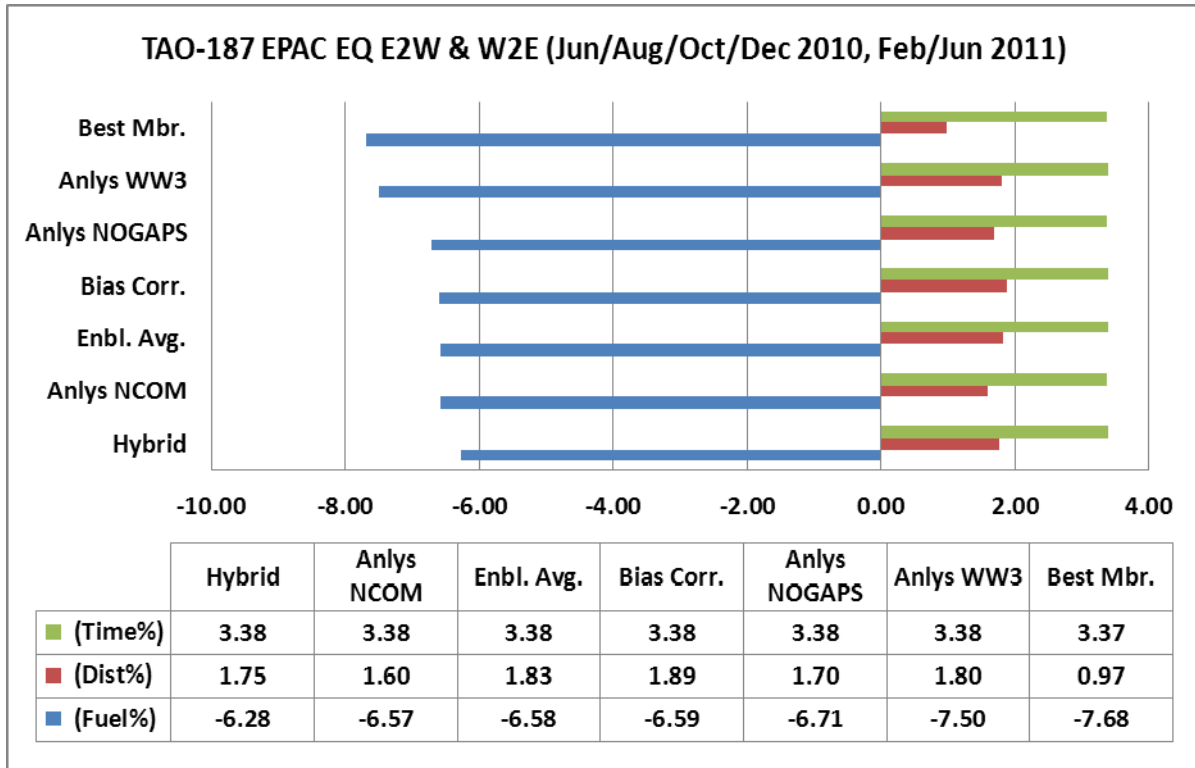 TAO-187 EPAC EQ E2W & W2E (Jun/Aug/Oct/Dec 2010, Feb/Jun 2011)
Best Mbr.
Anlys WW3
Anlys NOGAPS
Bias Corr.
Enbl. Avg.
Anlys NCOM
Hybrid
-10.00 -8.00 -6.00 -4.00 -2.00 0.00 2.00 4.00
Hybrid Anlys NCOM Enbl. Avg. Bias Corr. Anlys NOGAPS Anlys WW3 Best Mbr.
(Time%) 3.38 3.38 3.38 3.38 3.38 3.38 3.37
(Dist%) 1.75 1.60 1.83 1.89 1.70 1.80 0.97
(Fuel%) -6.28 -6.57 -6.58 -6.59 -6.71 -7.50 -7.68